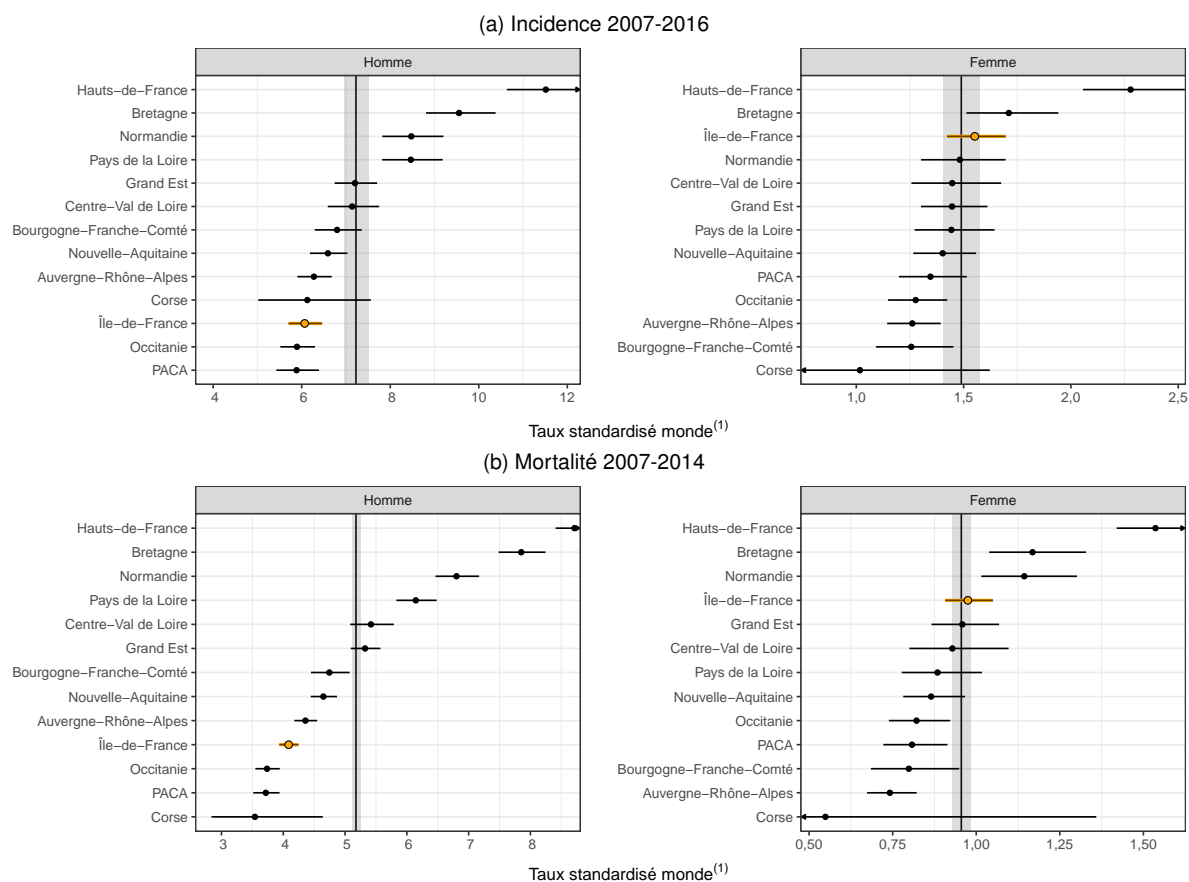 (a) Incidence 2007-2016
Homme
Hauts−de−France
Bretagne
Normandie
Pays de la Loire
Grand Est
Centre−Val de Loire
Bourgogne−Franche−Comté
Nouvelle−Aquitaine
Auvergne−Rhône−Alpes
Corse
Île−de−France
Occitanie
PACA
4 6 8 10 12
Femme
Hauts−de−France
Bretagne
Île−de−France
Normandie
Centre−Val de Loire
Grand Est
Pays de la Loire
Nouvelle−Aquitaine
PACA
Occitanie
Auvergne−Rhône−Alpes
Bourgogne−Franche−Comté
Corse
1,0 1,5 2,0 2,5
Taux standardisé monde(1)
(b) Mortalité 2007-2014
Homme
Hauts−de−France
Bretagne
Normandie
Pays de la Loire
Centre−Val de Loire
Grand Est
Bourgogne−Franche−Comté
Nouvelle−Aquitaine
Auvergne−Rhône−Alpes
Île−de−France
Occitanie
PACA
Corse
3 4 5 6 7 8
Femme
Hauts−de−France
Bretagne
Normandie
Île−de−France
Grand Est
Centre−Val de Loire
Pays de la Loire
Nouvelle−Aquitaine
Occitanie
PACA
Bourgogne−Franche−Comté
Auvergne−Rhône−Alpes
Corse
0,50 0,75 1,00 1,25 1,50
Taux standardisé monde(1)